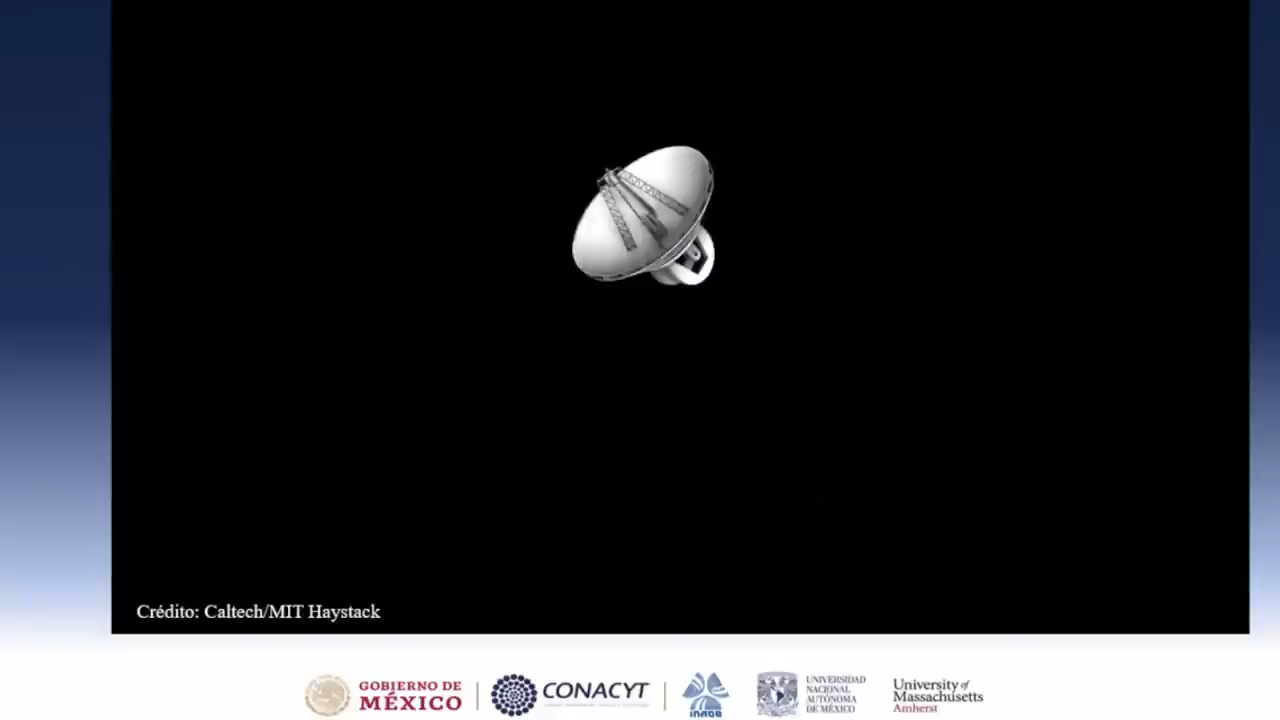 Crédito: Caltech/MIT Haystack
GOBIERNO DE
MÉXICO
CONACYT
INAOE
UNIVERSIDAD
NACIONAL
AUTÓNOMA
DE MÉXICO
University of
Massachusetts
Amherst